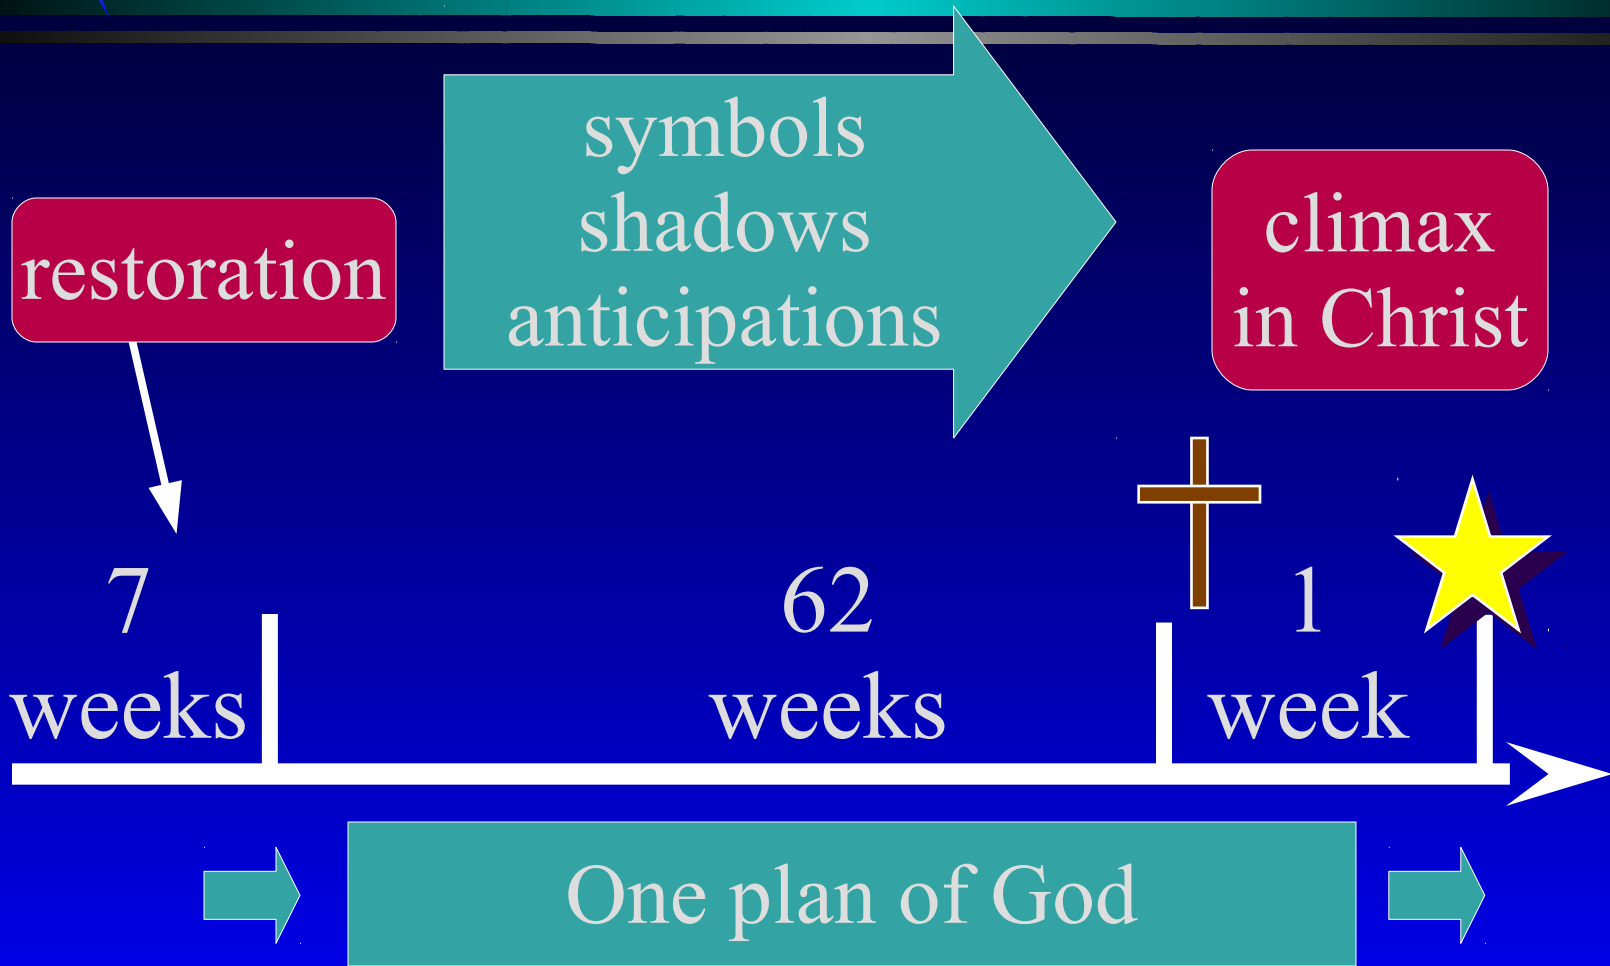 symbols
shadows
anticipations
restoration
climax
in Christ
7
weeks
62
weeks
1
week
One plan of God